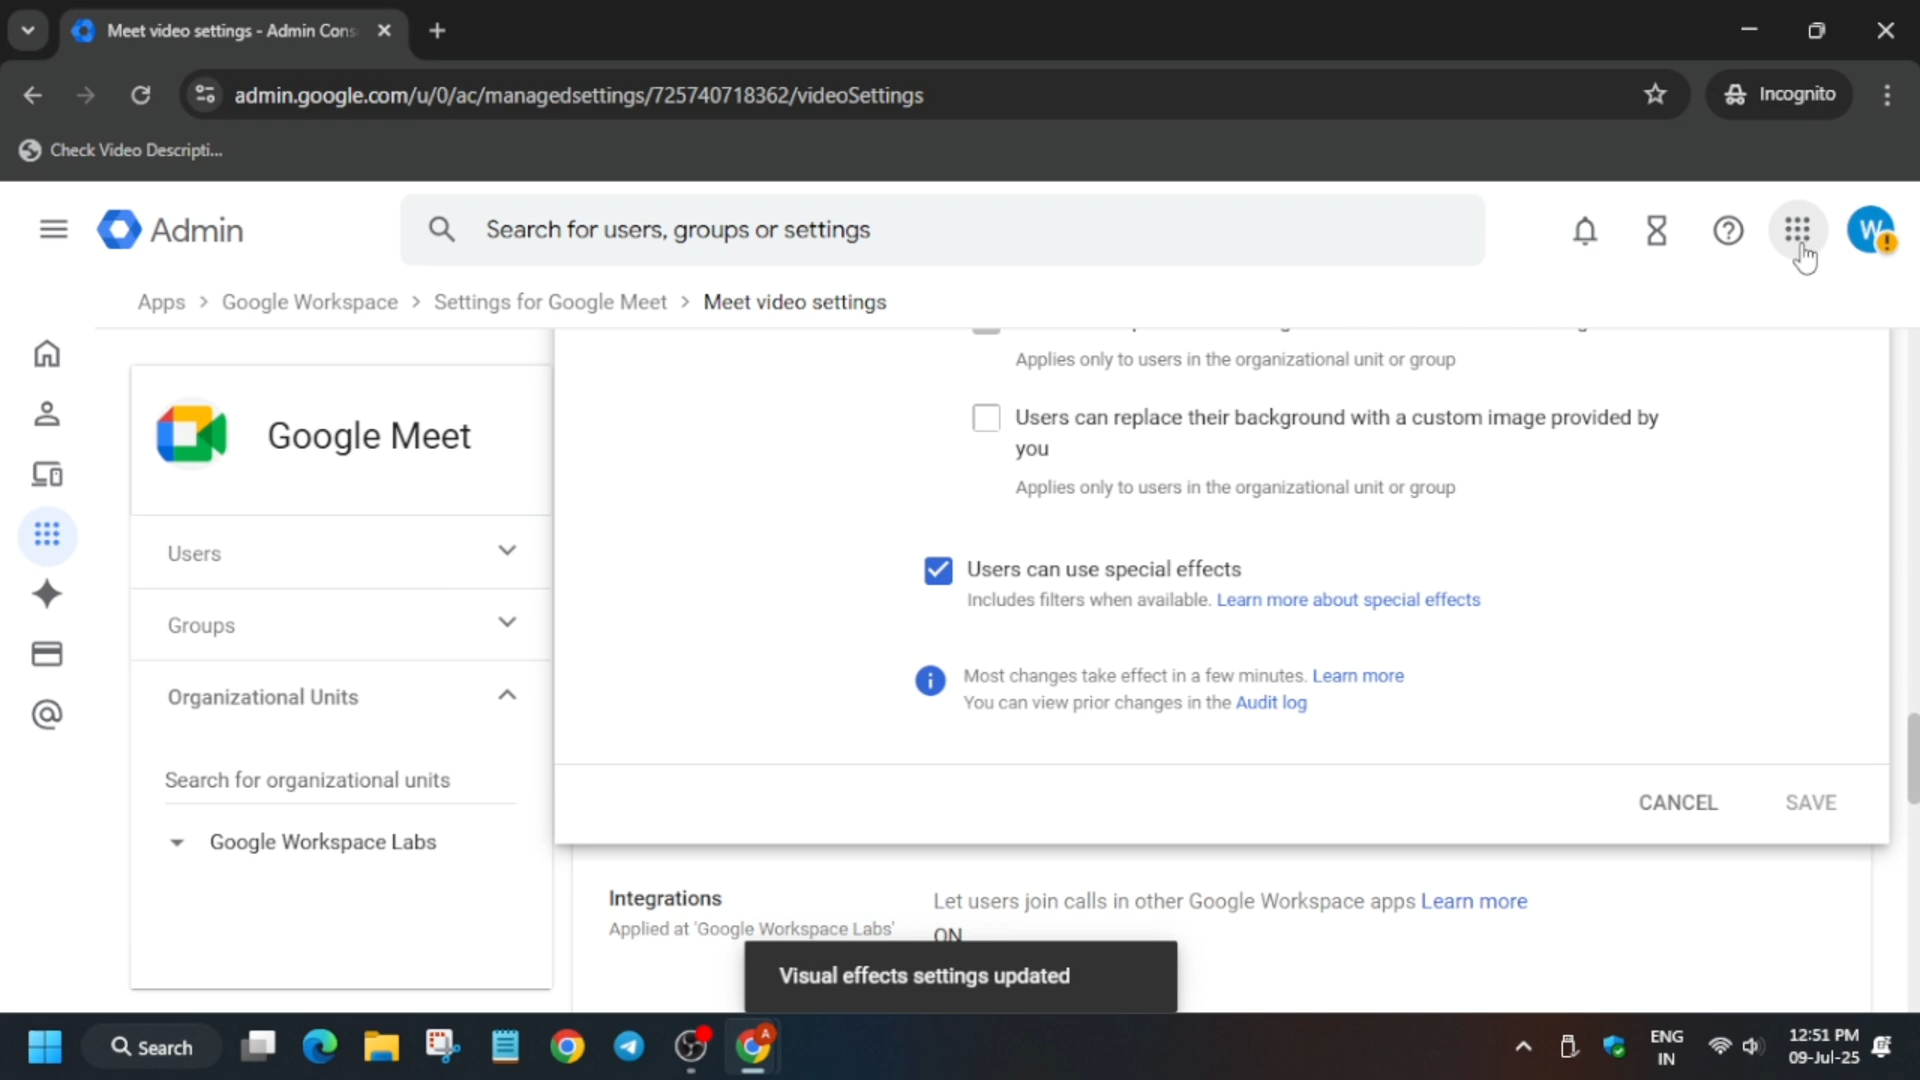 Meet video settings - Admin Cons
admin.google.com/u/0/ac/managedsettings/725740718362/videoSettings
Incognito
Check Video Descripti...
Admin
Search for users, groups or settings
W
Apps > Google Workspace > Settings for Google Meet > Meet video settings
Google Meet
Users
Groups
Organizational Units
Search for organizational units
Google Workspace Labs
Applies only to users in the organizational unit or group
Users can replace their background with a custom image provided by
you
Applies only to users in the organizational unit or group
Users can use special effects
Includes filters when available. Learn more about special effects
Most changes take effect in a few minutes. Learn more
You can view prior changes in the Audit log
CANCEL
SAVE
Integrations
Applied at 'Google Workspace Labs'
Let users join calls in other Google Workspace apps Learn more
ON
Visual effects settings updated
Search
A
ENG
IN
12:51 PM
09-Jul-25